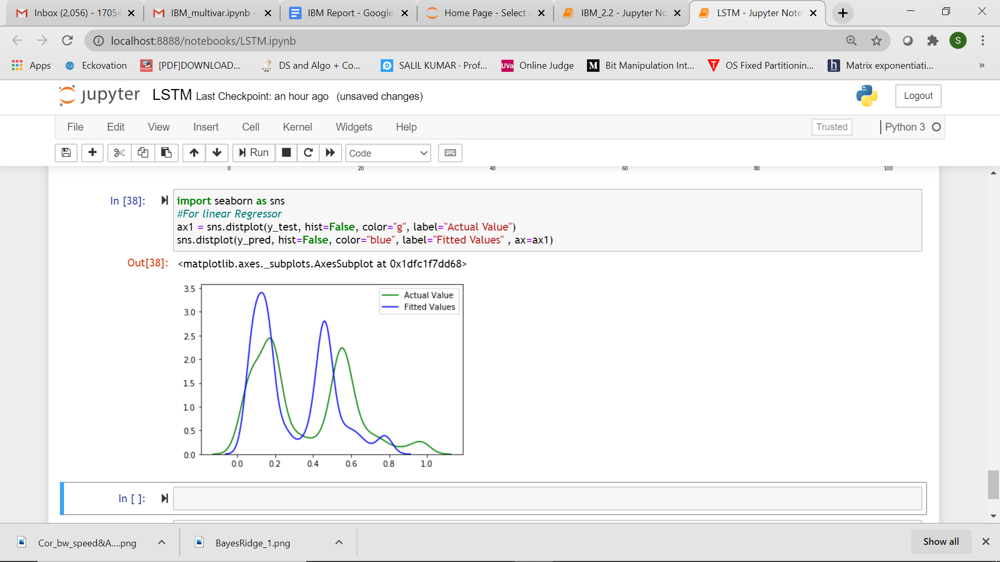 Inbox (2,056) - 17054
IBM_multivar.ipynb -
IBM Report - Google
Home Page - Select
IBM_2.2 - Jupyter No
LSTM - Jupyter Note
localhost:8888/notebooks/LSTM.ipynb
S
Apps
Eckovation
[PDF]DOWNLOAD...
DS and Algo + Co...
SALIL KUMAR · Prof...
UVa Online Judge
M Bit Manipulation Int...
OS Fixed Partitionin...
h Matrix exponentiati...
»
jupyter LSTM Last Checkpoint: an hour ago (unsaved changes)
Logout
File Edit View Insert Cell Kernel Widgets Help
Trusted
Python 3
Run
Code
0 20 40 60 80 100
In [38]:
import seaborn as sns
#For linear Regressor
ax1 = sns.distplot(y_test, hist=False, color="g", label="Actual Value")
sns.distplot(y_pred, hist=False, color="blue", label="Fitted Values" , ax=ax1)
Out[38]: <matplotlib.axes._subplots.AxesSubplot at 0x1dfc1f7dd68>
Actual Value
Fitted Values
3.5
3.0
2.5
2.0
1.5
1.0
0.5
0.0
0.0 0.2 0.4 0.6 0.8 1.0
In [ ]:
Cor_bw_speed&A....png
BayesRidge_1.png
Show all